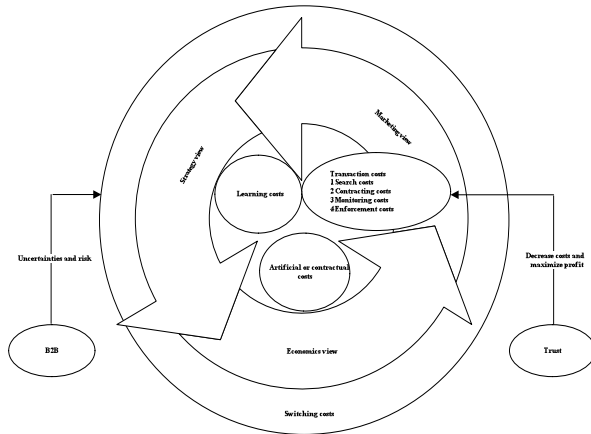 Marketing view
Strategy view
Transaction costs
1 Search costs
2 Contracting costs
3 Monitoring costs
4 Enforcement costs
Learning costs
Uncertainties and risk
Decrease costs and
maximize profit
Artificial or contractual
costs
Economics view
B2B
Trust
Switching costs